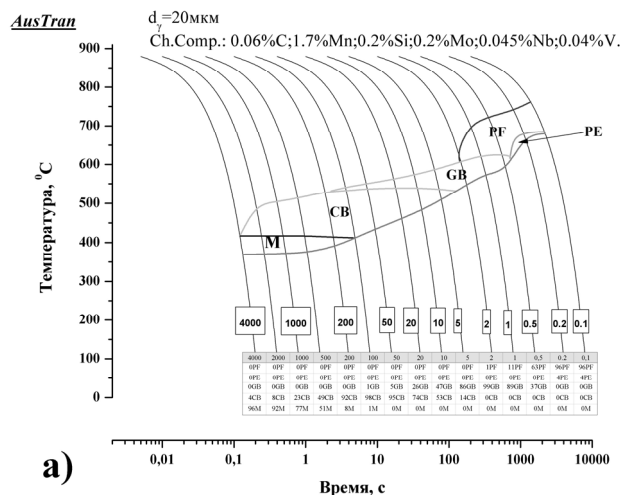 AusTran
dγ=20мкм
Ch.Comp.: 0.06%C;1.7%Mn;0.2%Si;0.2%Mo;0.045%Nb;0.04%V.
Температура, ⁰C
900
800
700
600
500
400
300
200
100
0
PF
PE
GB
CB
M
4000 1000 200 50 20 10 5 2 1 0.5 0.2 0.1
4000 2000 1000 500 200 100 50 20 10 5 2 1 0,5 0.2 0,1
0PF 0PF 0PF 0PF 0PF 0PF 0PF 0PF 0PF 0PF 1PF 11PF 63PF 96PF 96PF
0PE 0PE 0PE 0PE 0PE 0PE 0PE 0PE 0PE 0PE 0PE 0PE 0PE 4PE 4PE
0GB 0GB 0GB 0GB 0GB 1GB 5GB 26GB 47GB 86GB 99GB 89GB 37GB 0GB 0GB
4CB 8CB 23CB 49CB 92CB 98CB 95CB 74CB 53CB 14CB 0CB 0CB 0CB 0CB 0CB
96M 92M 77M 51M 8M 1M 0M 0M 0M 0M 0M 0M 0M 0M 0M
0,01 0,1 1 10 100 1000 10000
а)
Время, с